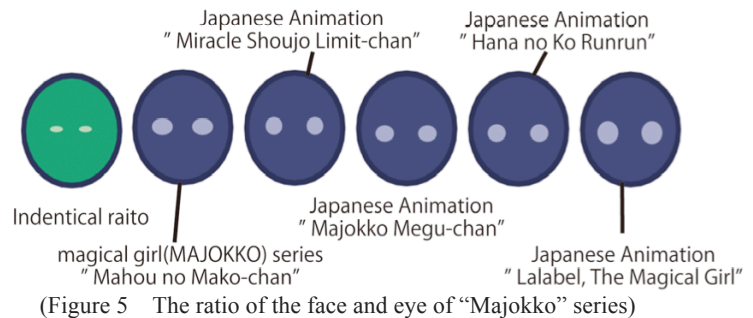 Japanese Animation
” Miracle Shoujo Limit-chan”
Japanese Animation
” Hana no Ko Runrun”
Indentical raito
magical girl(MAJOKKO) series
” Mahou no Mako-chan”
Japanese Animation
” Majokko Megu-chan”
Japanese Animation
” Lalabel, The Magical Girl”
(Figure 5 The ratio of the face and eye of “Majokko” series)